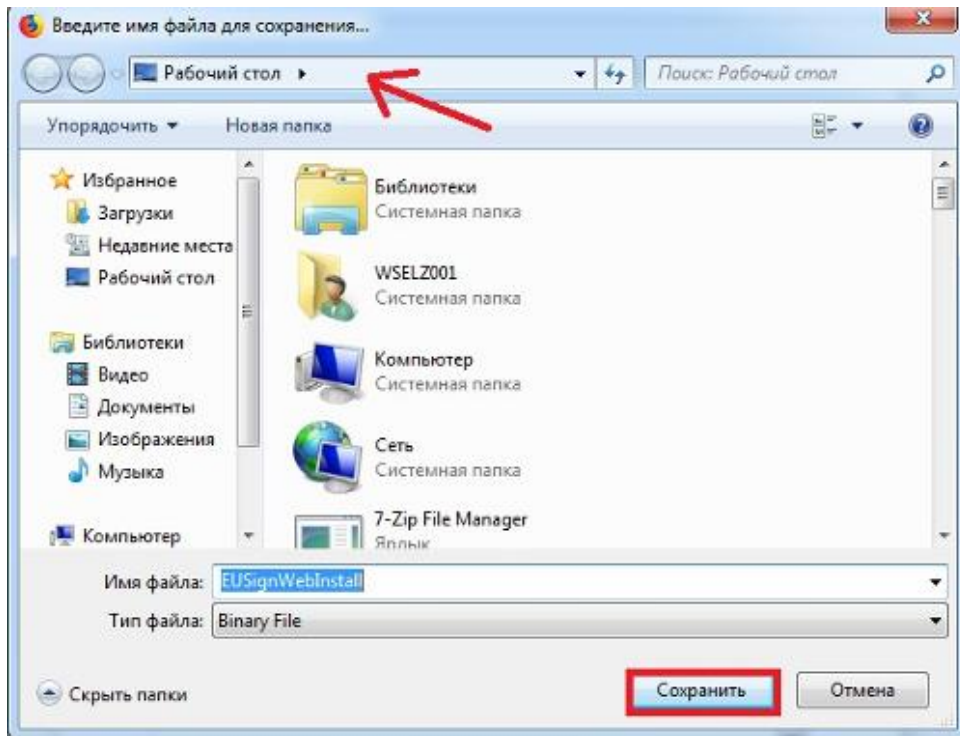 Введите имя файла для сохранения...
Рабочий стол
Поиск: Рабочий стол
Упорядочить
Новая папка
Избранное
Загрузки
Недавние места
Рабочий стол
Библиотеки
Видео
Документы
Изображения
Музыка
Компьютер
Библиотеки
Системная папка
WSELZ001
Системная папка
Компьютер
Системная папка
Сеть
Системная папка
7-Zip File Manager
Ярлык
Имя файла: EUSignWebInstall
Тип файла: Binary File
Скрыть папки
Сохранить
Отмена